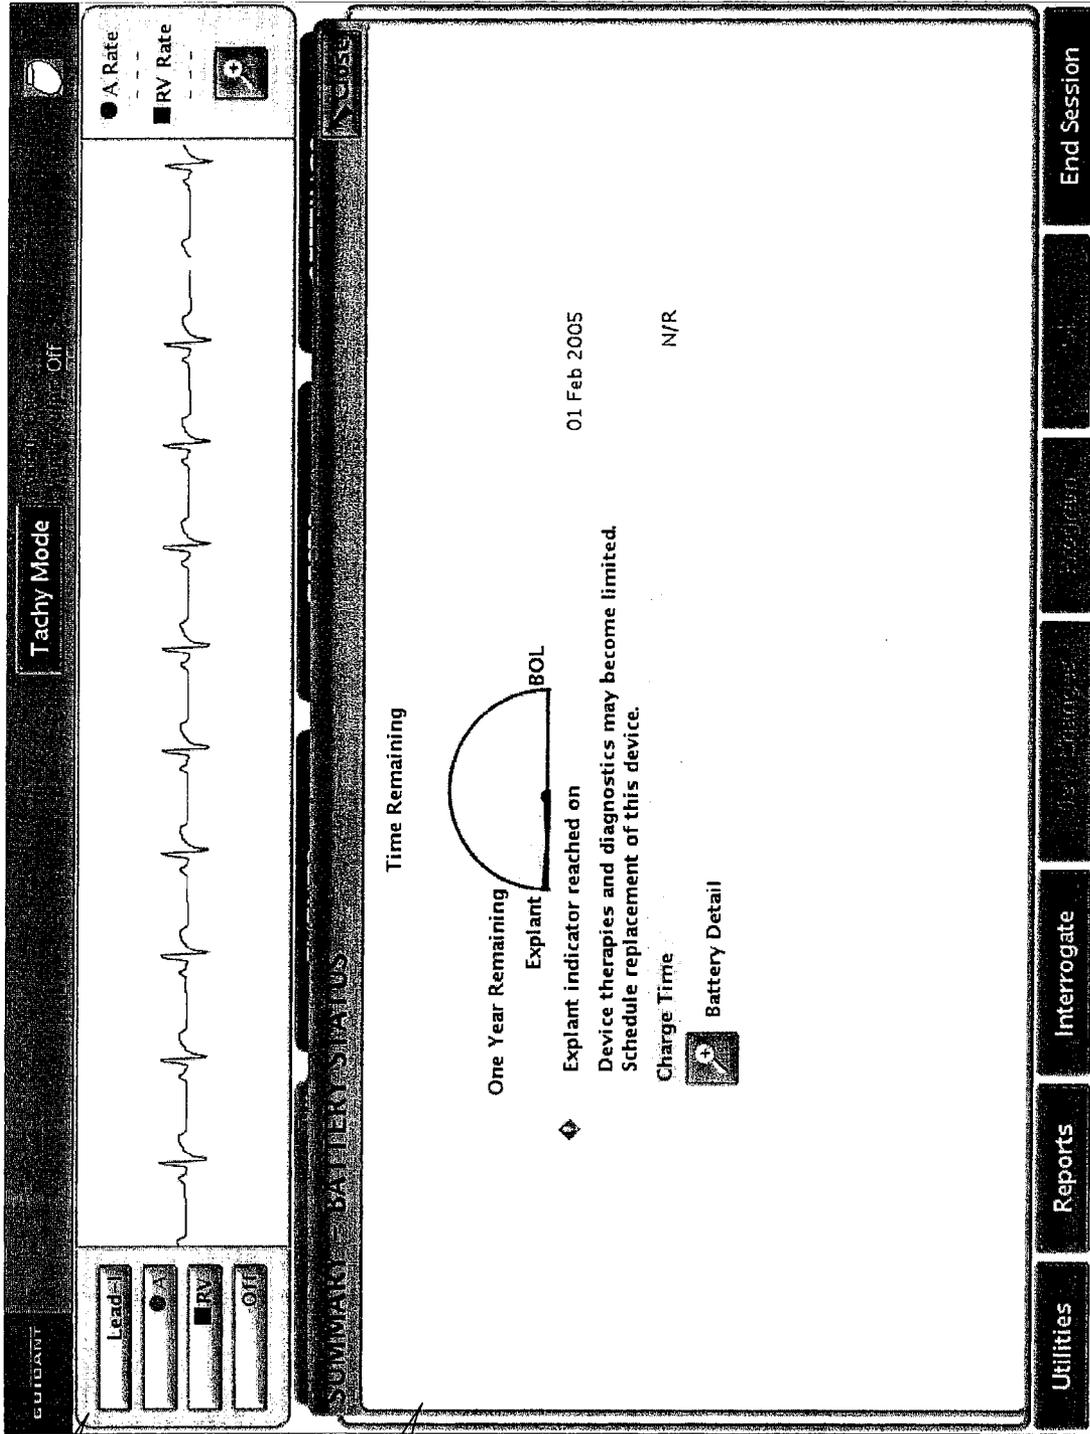 GUIDANT
Tachy Mode
Off
Lead-I
A
RV
Off
A Rate
---
RV Rate
---
SUMMARY - BATTERY STATUS
Close
Time Remaining
One Year Remaining
Explant
BOL
Explant indicator reached on 01 Feb 2005
Device therapies and diagnostics may become limited.
Schedule replacement of this device.
Charge Time N/R
Battery Detail
Utilities
Reports
Interrogate
Program
End Session